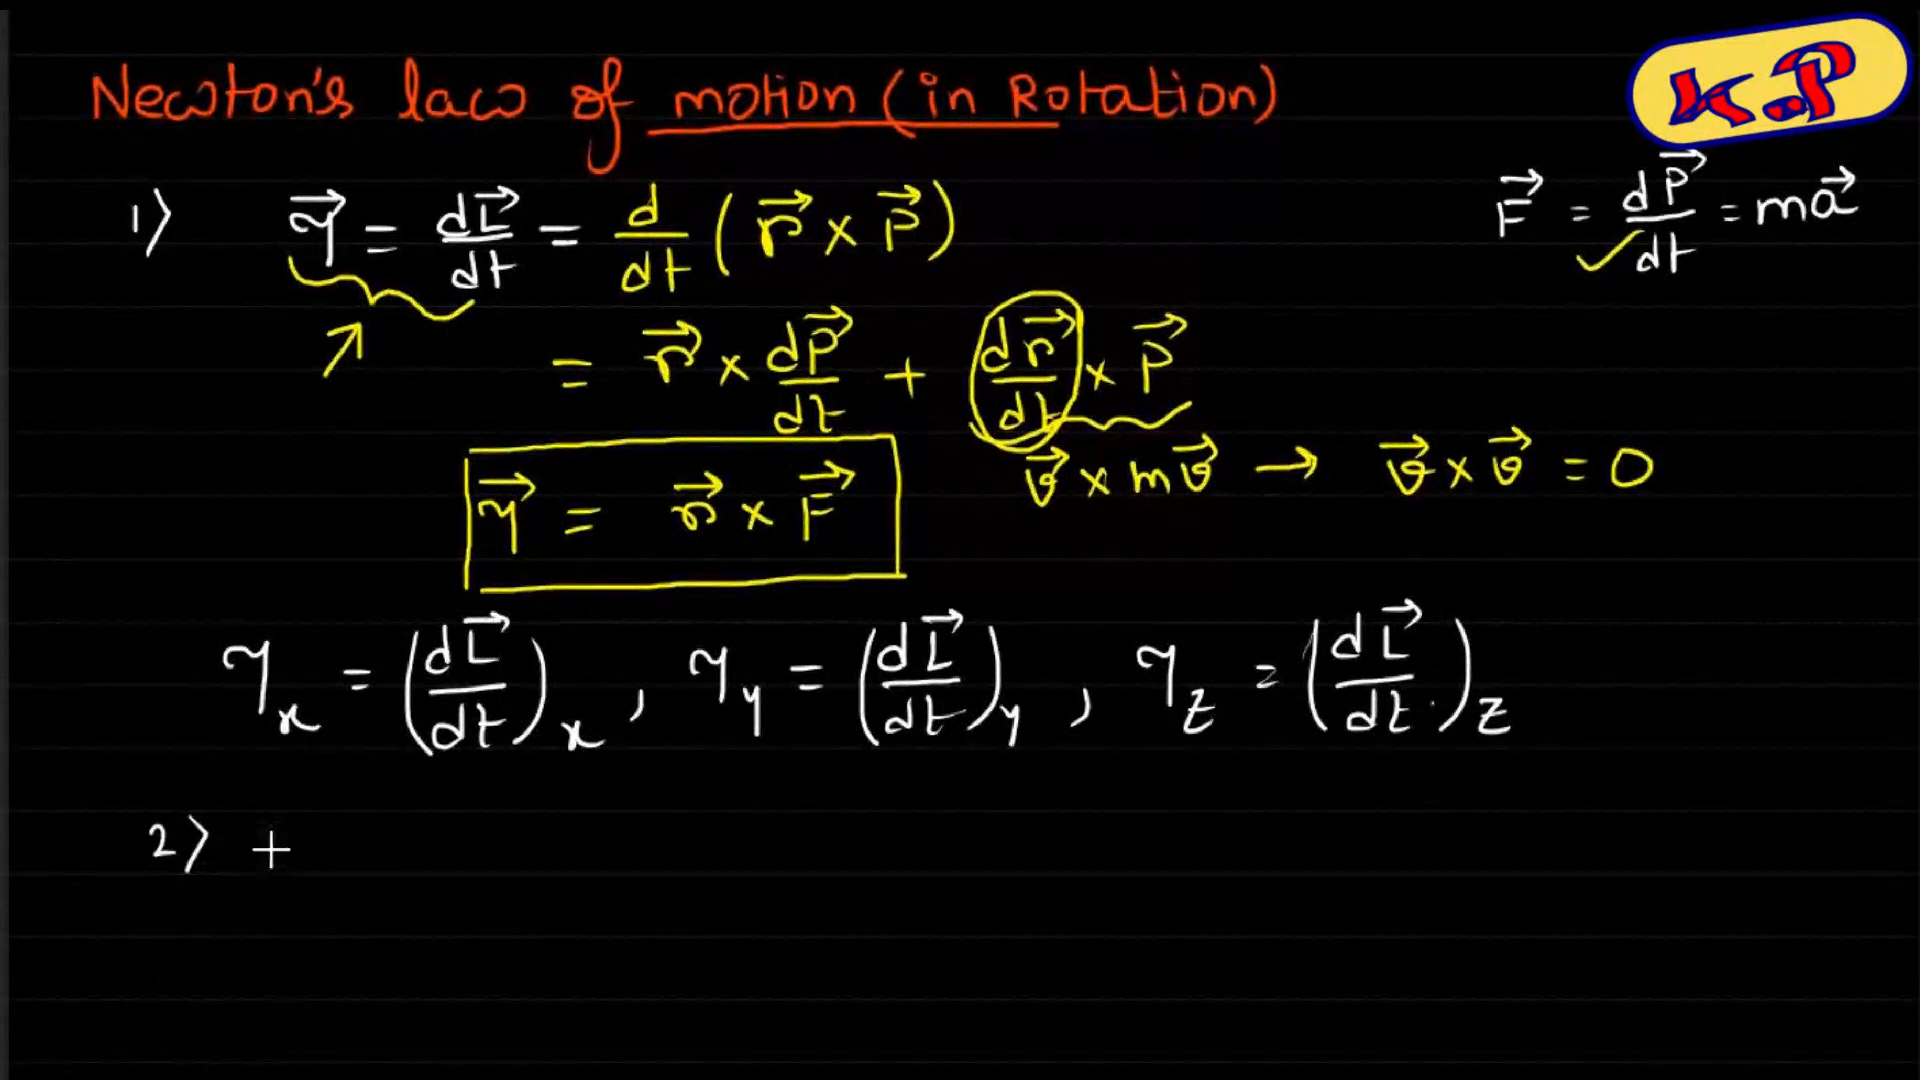 Newton's law of motion (in Rotation)
K.P
1) τ⃗ = dL⃗/dt = d/dt (r⃗ × P⃗)
F⃗ = dP⃗/dt = ma⃗
= r⃗ × dP⃗/dt + dr⃗/dt × P⃗
v⃗ × mv⃗ → v⃗ × v⃗ = 0
τ⃗ = r⃗ × F⃗
τx = (dL⃗/dt)x , τy = (dL⃗/dt)y , τz = (dL⃗/dt.)z
2)